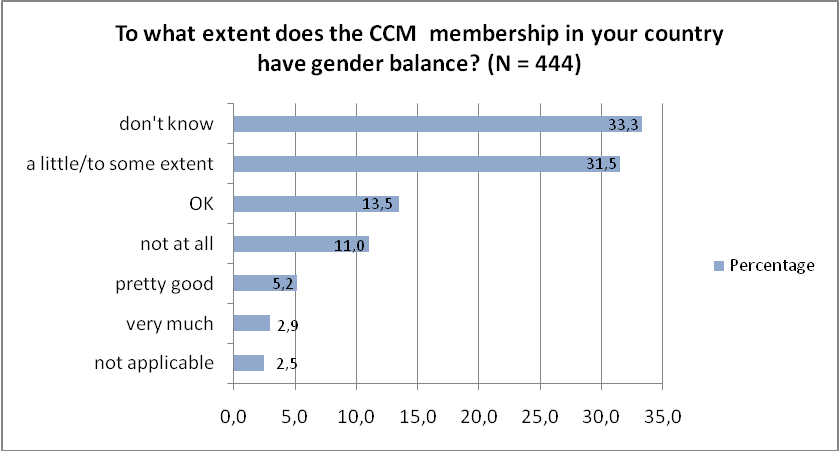 To what extent does the CCM membership in your country
have gender balance? (N = 444)
don't know
33,3
a little/to some extent
31,5
OK
13,5
not at all
11,0
pretty good
5,2
very much
2,9
not applicable
2,5
Percentage
0,0 5,0 10,0 15,0 20,0 25,0 30,0 35,0